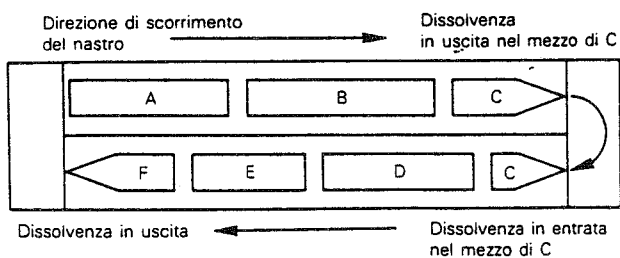 Direzione di scorrimento
del nastro
Dissolvenza
in uscita nel mezzo di C
A
B
C
F
E
D
C
Dissolvenza in uscita
Dissolvenza in entrata
nel mezzo di C